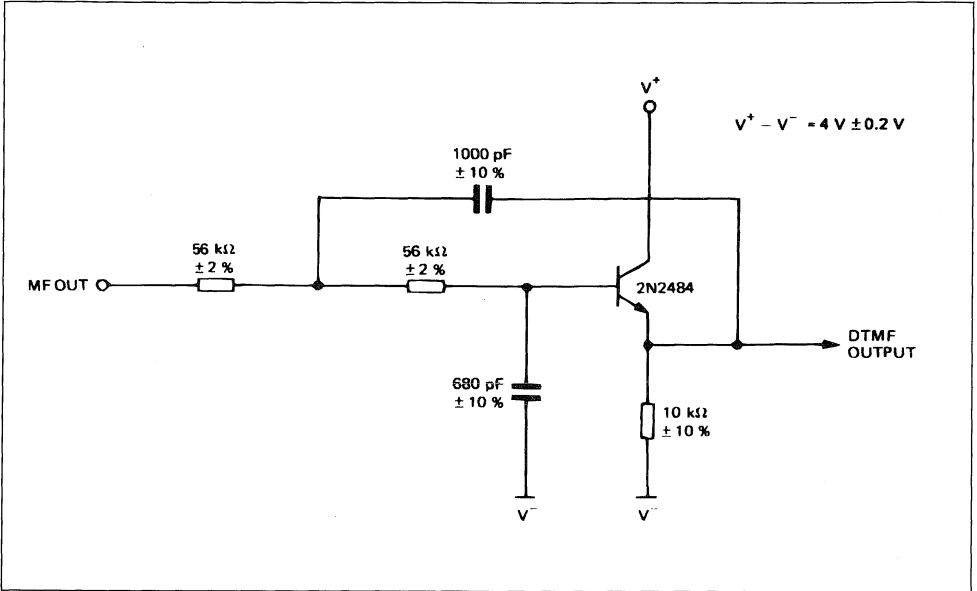 V⁺
V⁺ – V⁻ = 4 V ± 0.2 V
1000 pF
± 10 %
56 kΩ
± 2 %
56 kΩ
± 2 %
MF OUT
2N2484
DTMF
OUTPUT
680 pF
± 10 %
10 kΩ
± 10 %
V⁻
V⁻